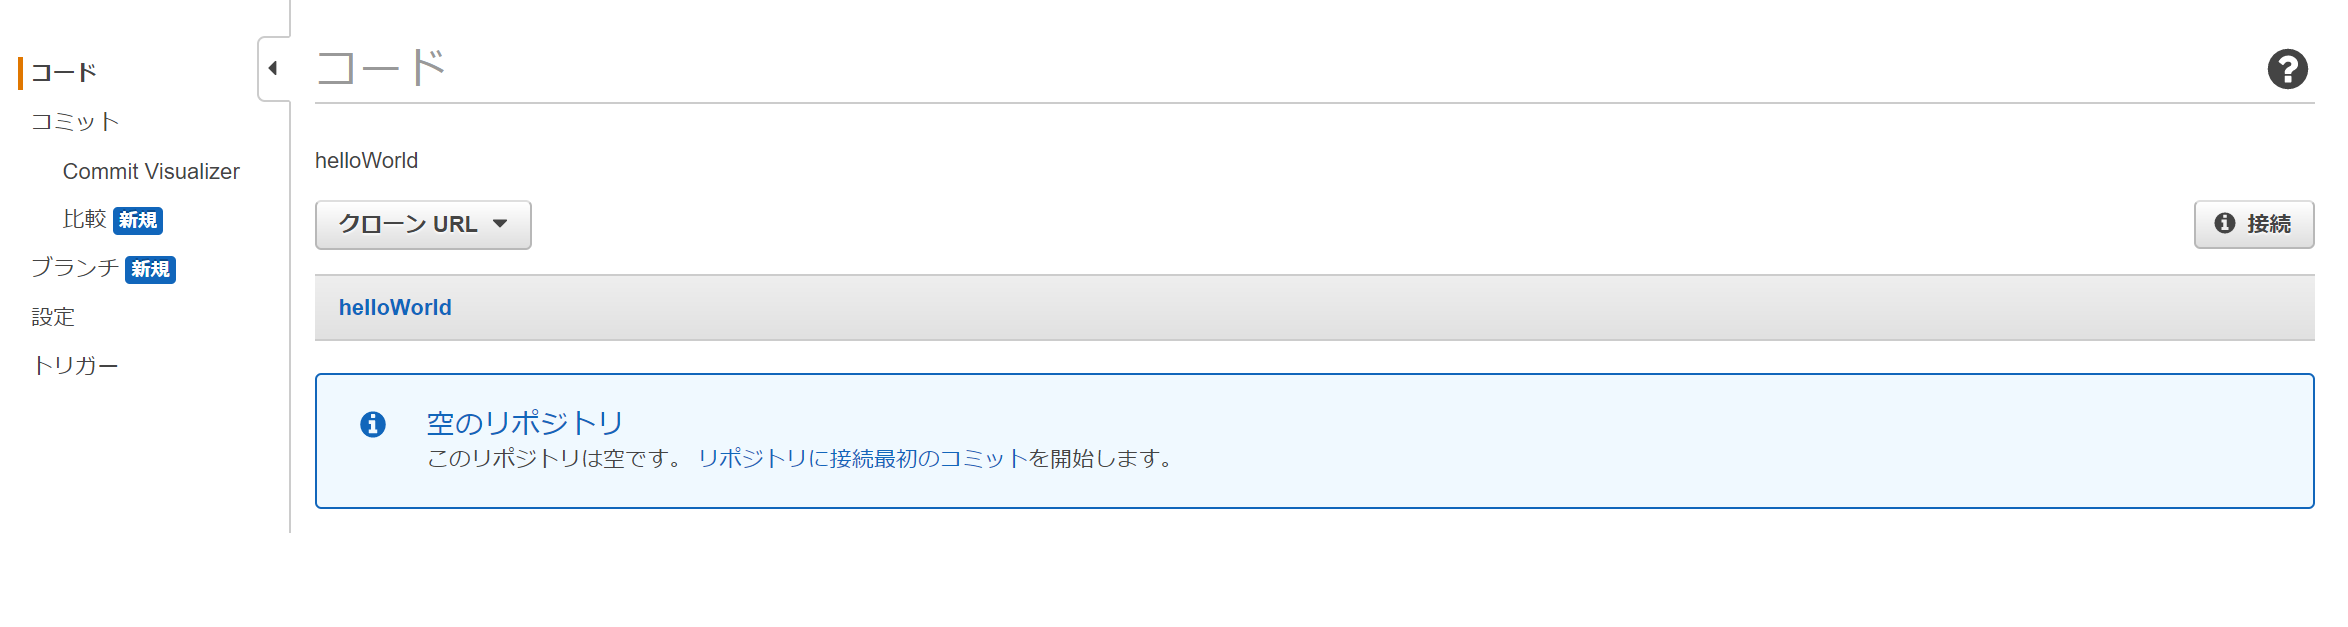 コード
コミット
Commit Visualizer
比較 新規
ブランチ 新規
設定
トリガー
コード
helloWorld
クローン URL
接続
helloWorld
空のリポジトリ
このリポジトリは空です。 リポジトリに接続最初のコミットを開始します。